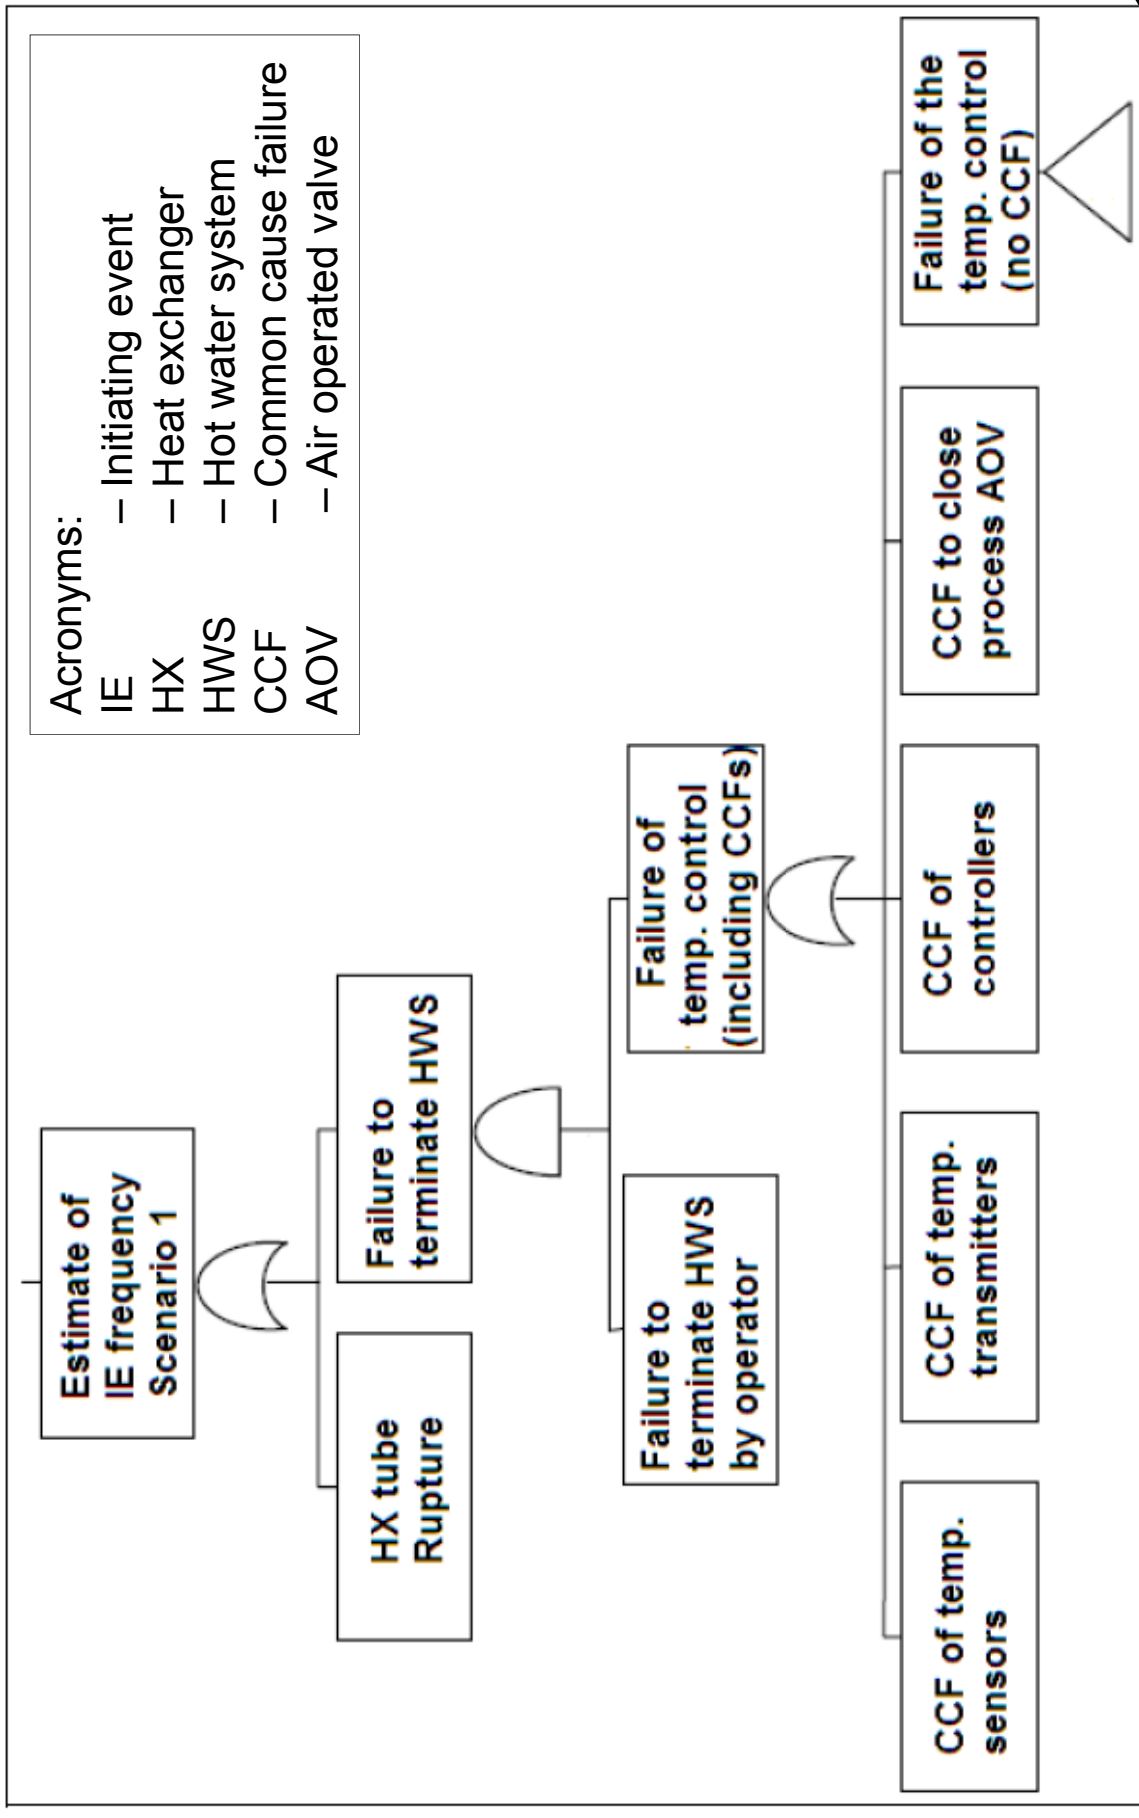 Acronyms:
IE – Initiating event
HX – Heat exchanger
HWS – Hot water system
CCF – Common cause failure
AOV – Air operated valve
Estimate of
IE frequency
Scenario 1
HX tube
Rupture
Failure to
terminate HWS
Failure to
terminate HWS
by operator
Failure of
temp. control
(including CCFs)
CCF of temp.
sensors
CCF of temp.
transmitters
CCF of
controllers
CCF to close
process AOV
Failure of the
temp. control
(no CCF)